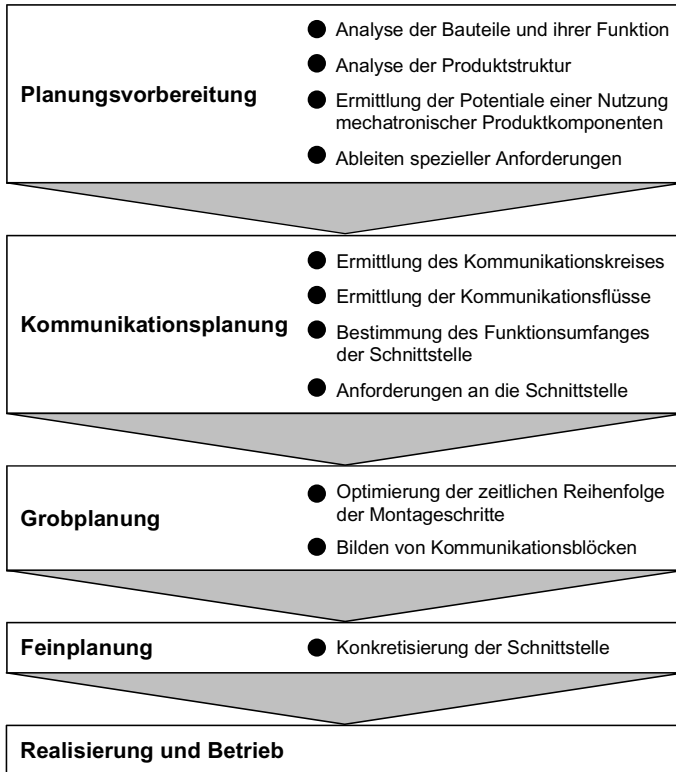 Planungsvorbereitung
● Analyse der Bauteile und ihrer Funktion
● Analyse der Produktstruktur
● Ermittlung der Potentiale einer Nutzung
mechatronischer Produktkomponenten
● Ableiten spezieller Anforderungen
Kommunikationsplanung
● Ermittlung des Kommunikationskreises
● Ermittlung der Kommunikationsflüsse
● Bestimmung des Funktionsumfanges
der Schnittstelle
● Anforderungen an die Schnittstelle
Grobplanung
● Optimierung der zeitlichen Reihenfolge
der Montageschritte
● Bilden von Kommunikationsblöcken
Feinplanung
● Konkretisierung der Schnittstelle
Realisierung und Betrieb